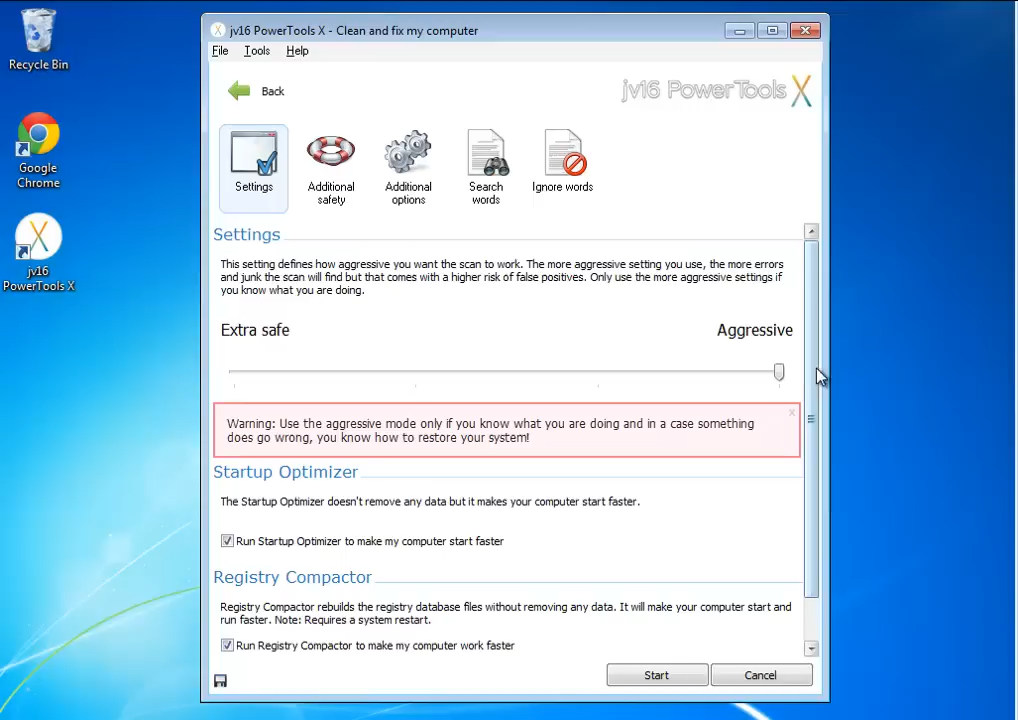 Recycle Bin
Google
Chrome
jv16
PowerTools X
jv16 PowerTools X - Clean and fix my computer
File Tools Help
Back
jv16 PowerTools X
Settings
Additional
safety
Additional
options
Search
words
Ignore words
Settings
This setting defines how aggressive you want the scan to work. The more aggressive setting you use, the more errors
and junk the scan will find but that comes with a higher risk of false positives. Only use the more aggressive settings if
you know what you are doing.
Extra safe Aggressive
Warning: Use the aggressive mode only if you know what you are doing and in a case something
does go wrong, you know how to restore your system!
Startup Optimizer
The Startup Optimizer doesn't remove any data but it makes your computer start faster.
Run Startup Optimizer to make my computer start faster
Registry Compactor
Registry Compactor rebuilds the registry database files without removing any data. It will make your computer start and
run faster. Note: Requires a system restart.
Run Registry Compactor to make my computer work faster
Start Cancel